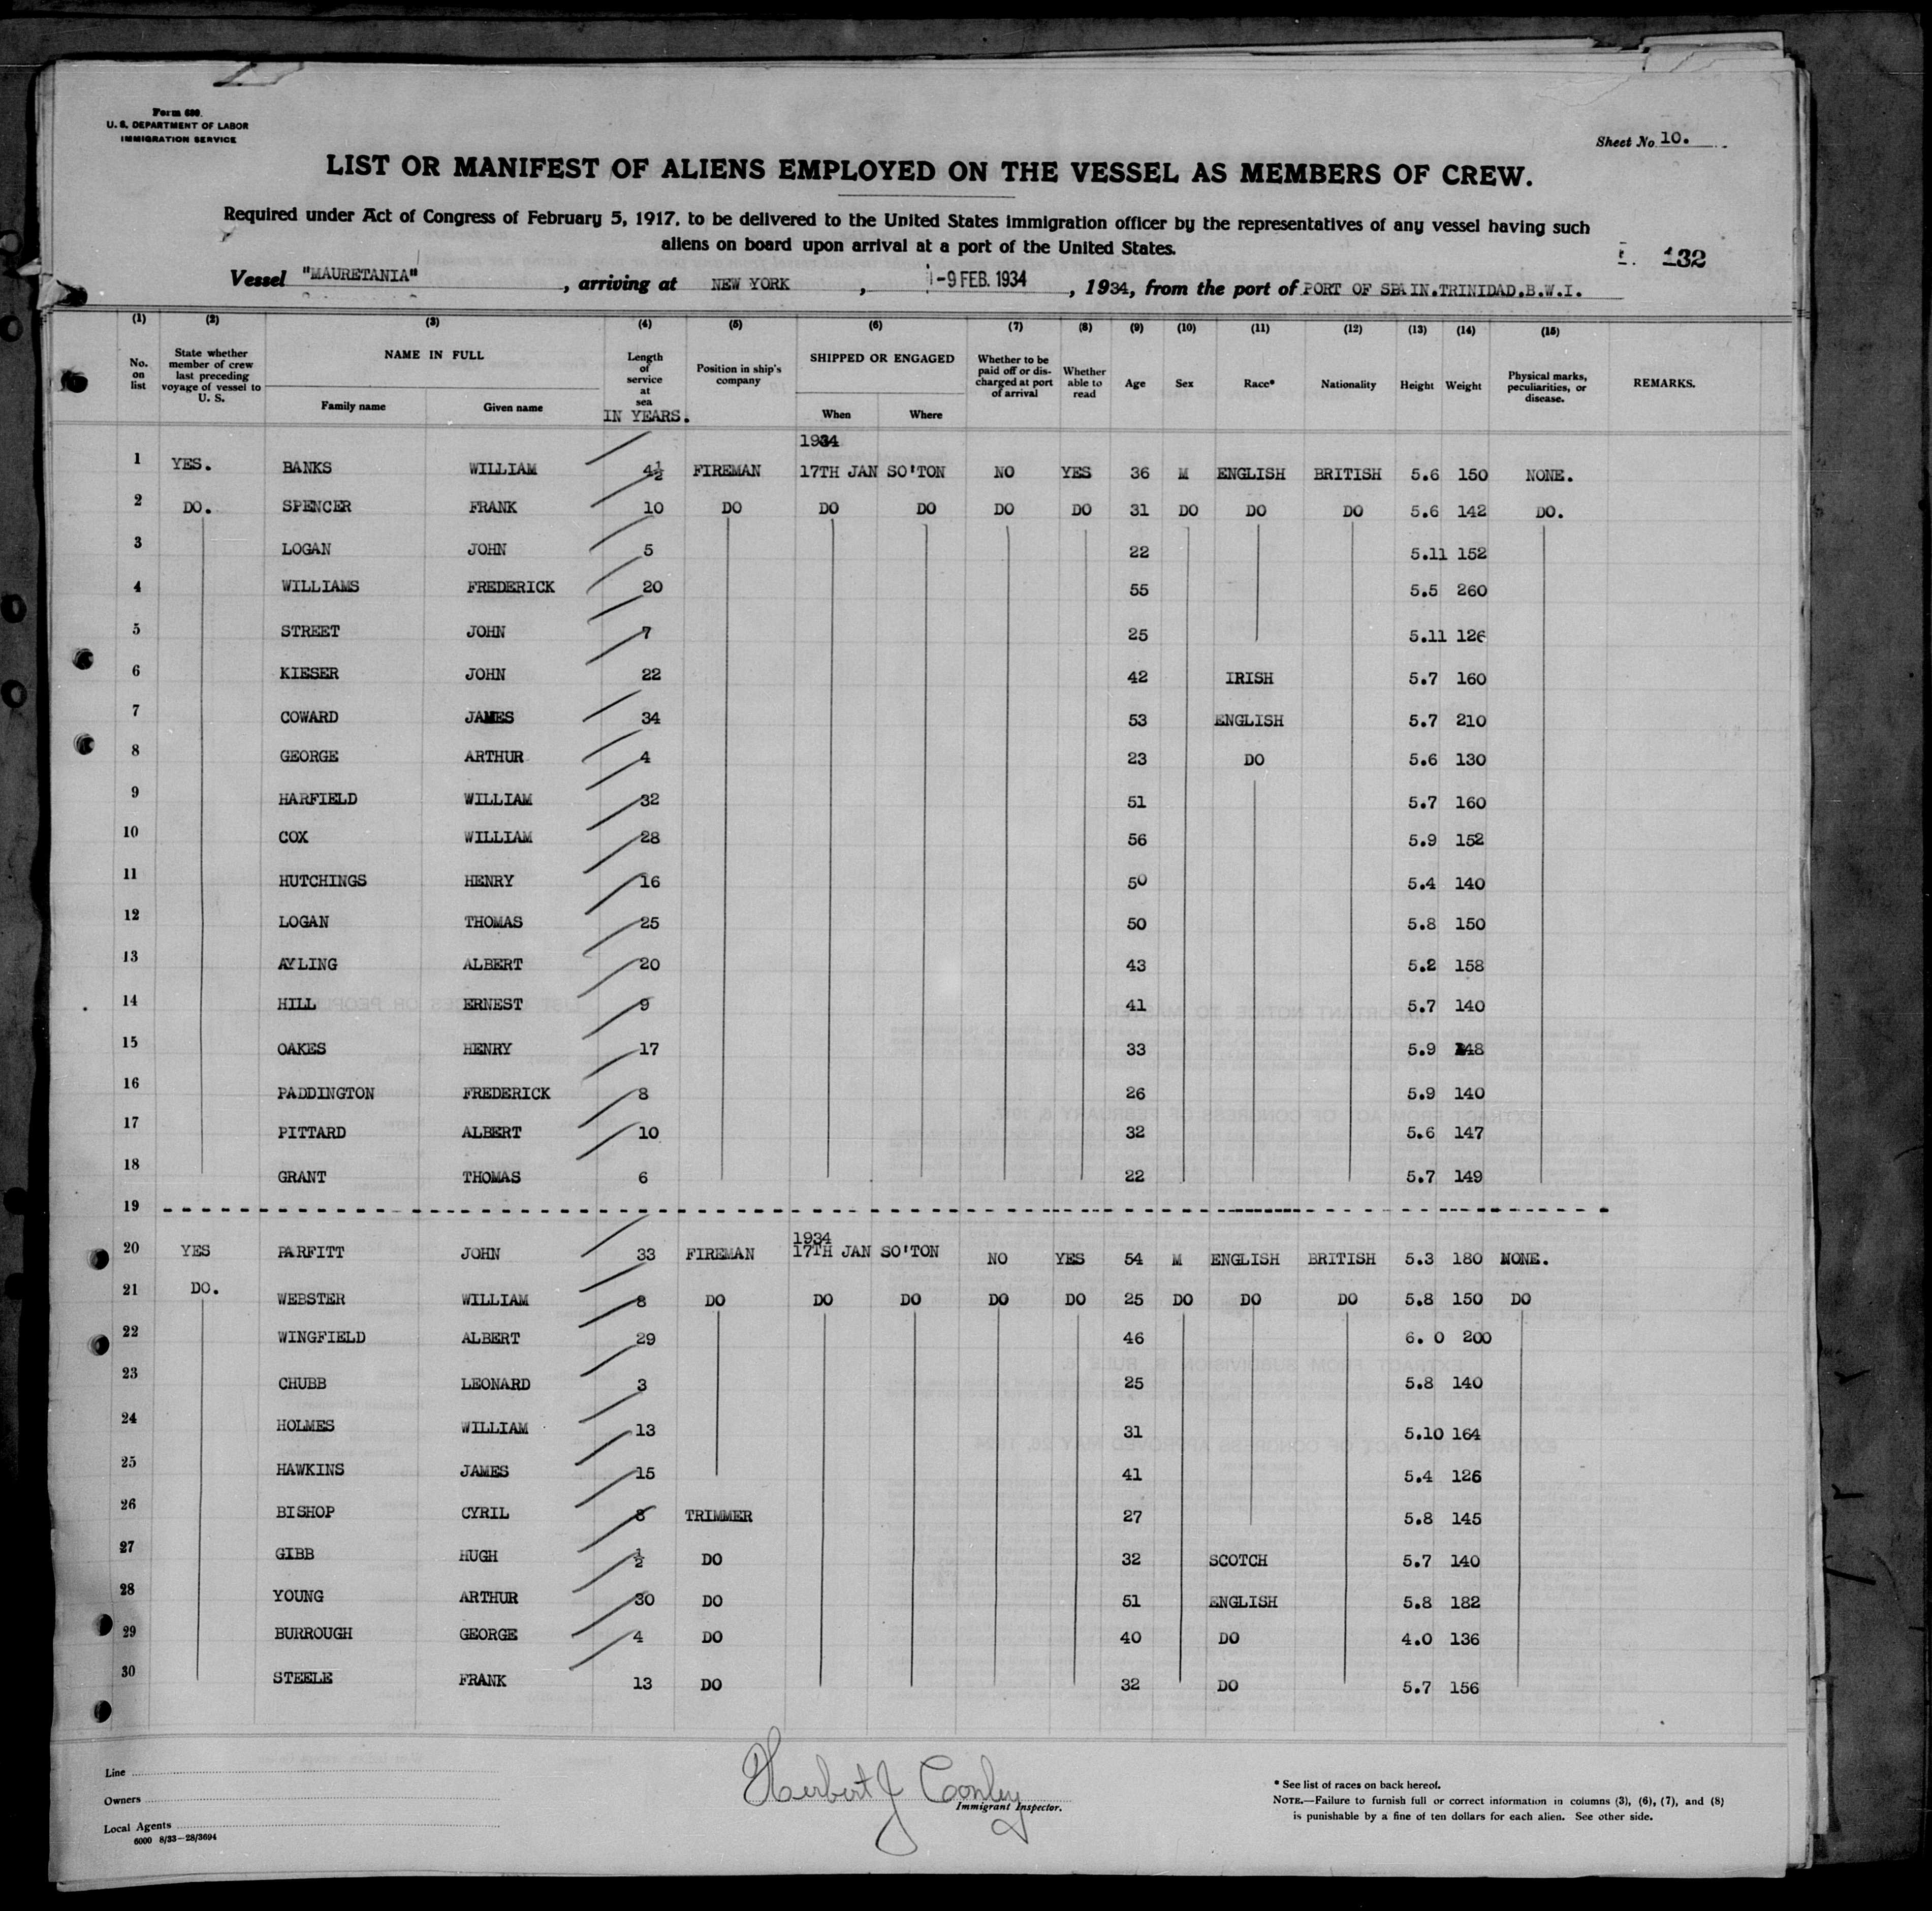 Form 680.
U. S. DEPARTMENT OF LABOR
IMMIGRATION SERVICE
Sheet No. 10.
LIST OR MANIFEST OF ALIENS EMPLOYED ON THE VESSEL AS MEMBERS OF CREW.
Required under Act of Congress of February 5, 1917, to be delivered to the United States immigration officer by the representatives of any vessel having such
aliens on board upon arrival at a port of the United States.
132
Vessel "MAURETANIA", arriving at NEW YORK, -9 FEB. 1934, 1934, from the port of PORT OF SPAIN.TRINIDAD.B.W.I.
(1) (2) (3) (4) (5) (6) (7) (8) (9) (10) (11) (12) (13) (14) (15)
No. on list State whether member of crew last preceding voyage of vessel to U. S. NAME IN FULL Family name Given name Length of service at sea IN YEARS. Position in ship's company SHIPPED OR ENGAGED When Where Whether to be paid off or discharged at port of arrival Whether able to read Age Sex Race* Nationality Height Weight Physical marks, peculiarities, or disease. REMARKS.
1934
1 YES. BANKS WILLIAM 4½ FIREMAN 17TH JAN SO'TON NO YES 36 M ENGLISH BRITISH 5.6 150 NONE.
2 DO. SPENCER FRANK 10 DO DO DO DO DO 31 DO DO DO 5.6 142 DO.
3 LOGAN JOHN 5 22 5.11 152
4 WILLIAMS FREDERICK 20 55 5.5 260
5 STREET JOHN 7 25 5.11 126
6 KIESER JOHN 22 42 IRISH 5.7 160
7 COWARD JAMES 34 53 ENGLISH 5.7 210
8 GEORGE ARTHUR 4 23 DO 5.6 130
9 HARFIELD WILLIAM 32 51 5.7 160
10 COX WILLIAM 28 56 5.9 152
11 HUTCHINGS HENRY 16 50 5.4 140
12 LOGAN THOMAS 25 50 5.8 150
13 AYLING ALBERT 20 43 5.2 158
14 HILL ERNEST 9 41 5.7 140
15 OAKES HENRY 17 33 5.9 148
16 PADDINGTON FREDERICK 8 26 5.9 140
17 PITTARD ALBERT 10 32 5.6 147
18 GRANT THOMAS 6 22 5.7 149
19
1934
20 YES PARFITT JOHN 33 FIREMAN 17TH JAN SO'TON NO YES 54 M ENGLISH BRITISH 5.3 180 NONE.
21 DO. WEBSTER WILLIAM 8 DO DO DO DO DO 25 DO DO DO 5.8 150 DO
22 WINGFIELD ALBERT 29 46 6.0 200
23 CHUBB LEONARD 3 25 5.8 140
24 HOLMES WILLIAM 13 31 5.10 164
25 HAWKINS JAMES 15 41 5.4 126
26 BISHOP CYRIL 8 TRIMMER 27 5.8 145
27 GIBB HUGH ½ DO 32 SCOTCH 5.7 140
28 YOUNG ARTHUR 30 DO 51 ENGLISH 5.8 182
29 BURROUGH GEORGE 4 DO 40 DO 4.0 136
30 STEELE FRANK 13 DO 32 DO 5.7 156
Line
Owners
Local Agents
6000 8/33-28/3694
Herbert J Conley
Immigrant Inspector.
* See list of races on back hereof.
NOTE.—Failure to furnish full or correct information in columns (3), (6), (7), and (8)
is punishable by a fine of ten dollars for each alien. See other side.